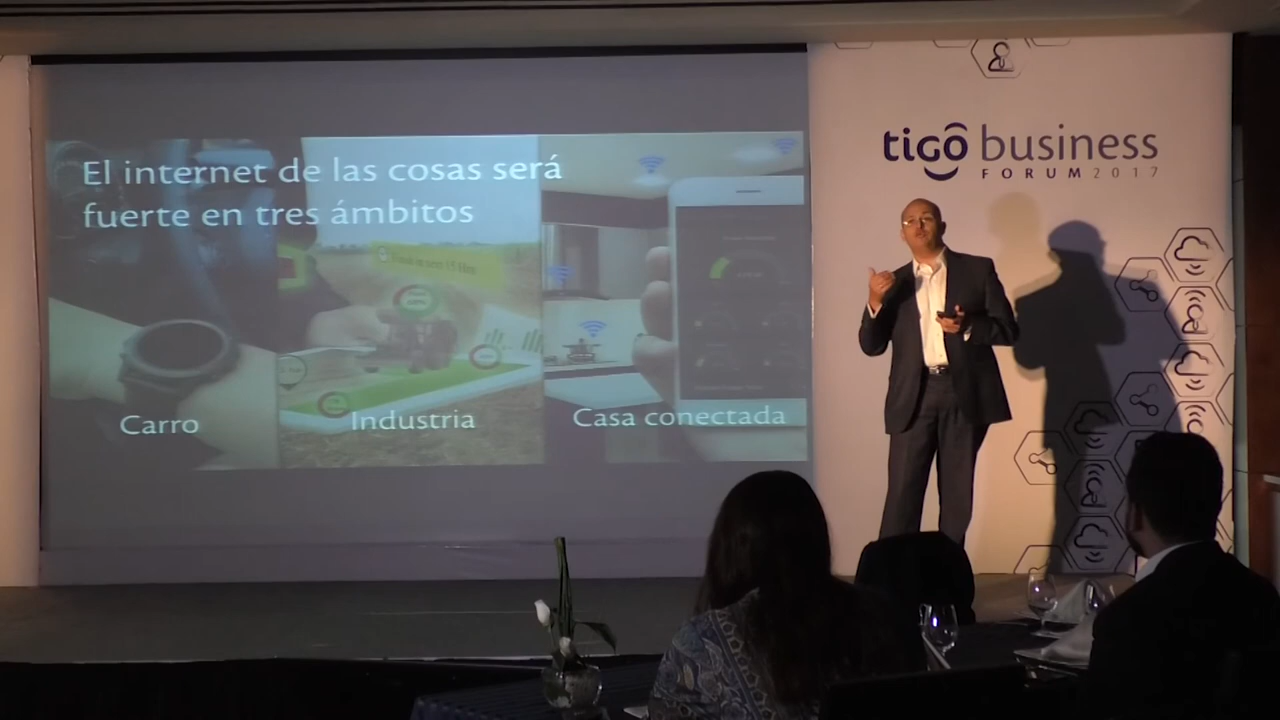 El internet de las cosas será
fuerte en tres ámbitos
Carro
Industria
Casa conectada
tigo business
FORUM 2017